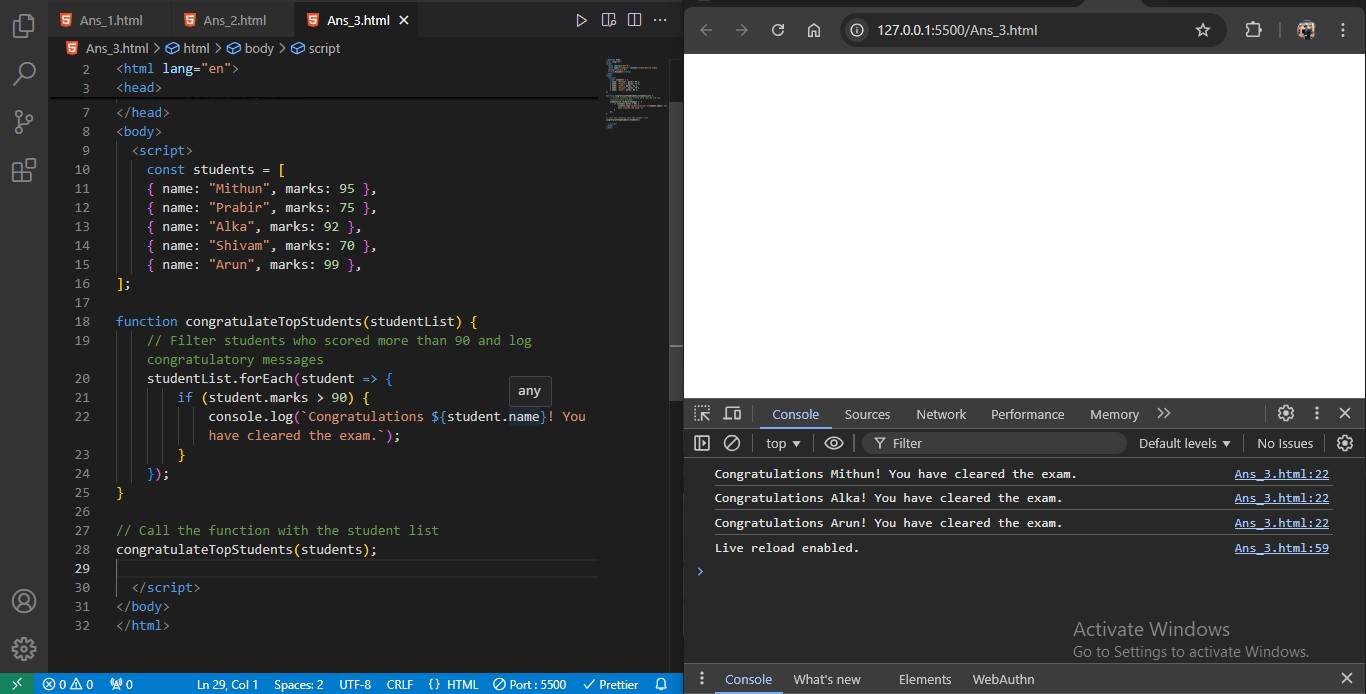 Ans_1.html
Ans_2.html
Ans_3.html
Ans_3.html > html > body > script
2 <html lang="en">
3 <head>
7 </head>
8 <body>
9 <script>
10 const students = [
11 { name: "Mithun", marks: 95 },
12 { name: "Prabir", marks: 75 },
13 { name: "Alka", marks: 92 },
14 { name: "Shivam", marks: 70 },
15 { name: "Arun", marks: 99 },
16 ];
17
18 function congratulateTopStudents(studentList) {
19 // Filter students who scored more than 90 and log
congratulatory messages
20 studentList.forEach(student => {
any
21 if (student.marks > 90) {
22 console.log(`Congratulations ${student.name}! You
have cleared the exam.`);
23 }
24 });
25 }
26
27 // Call the function with the student list
28 congratulateTopStudents(students);
29
30 </script>
31 </body>
32 </html>
0 0 0 Ln 29, Col 1 Spaces: 2 UTF-8 CRLF {} HTML Port : 5500 Prettier
127.0.0.1:5500/Ans_3.html
Console Sources Network Performance Memory
top Filter Default levels No Issues
Congratulations Mithun! You have cleared the exam. Ans_3.html:22
Congratulations Alka! You have cleared the exam. Ans_3.html:22
Congratulations Arun! You have cleared the exam. Ans_3.html:22
Live reload enabled. Ans_3.html:59
Activate Windows
Go to Settings to activate Windows.
Console What's new Elements WebAuthn